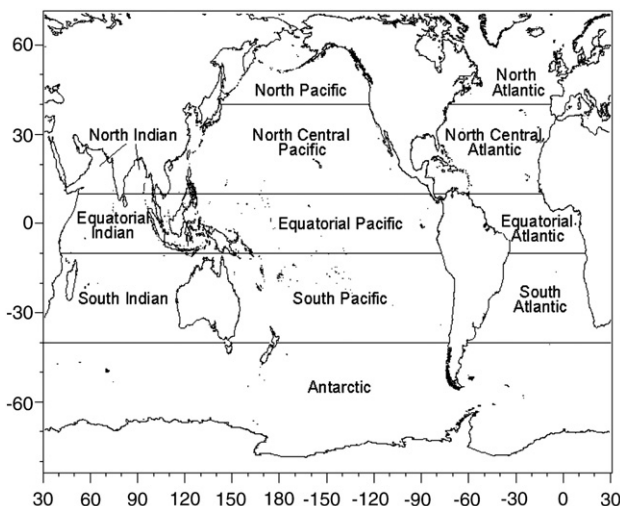 60
North Pacific
North
Atlantic
30
North Indian
North Central
Pacific
North Central
Atlantic
0
Equatorial
Indian
Equatorial Pacific
Equatorial
Atlantic
South Indian
South Pacific
South
Atlantic
-30
Antarctic
-60
30 60 90 120 150 180 -150 -120 -90 -60 -30 0 30